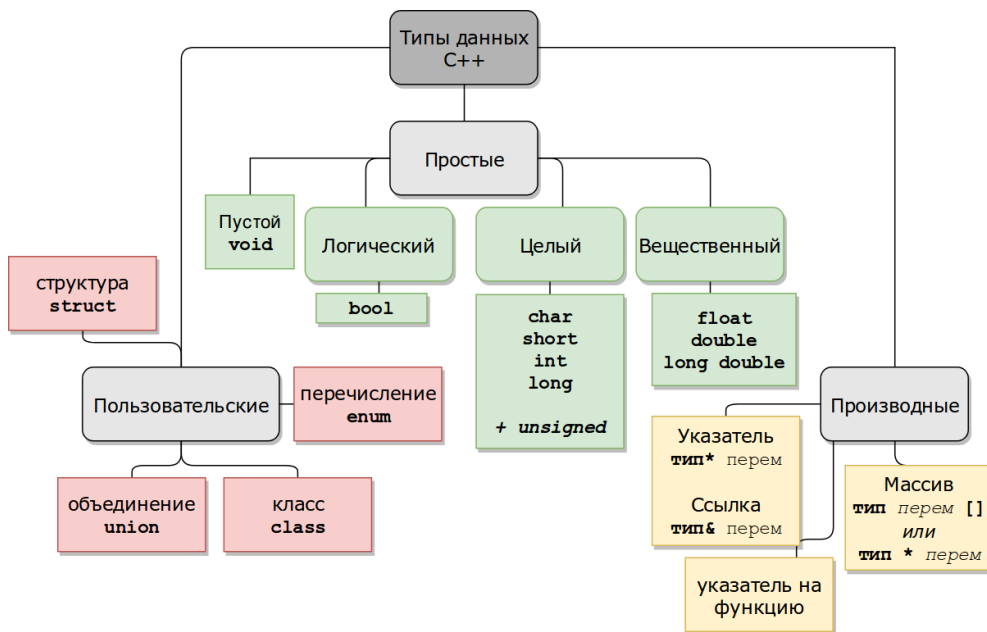 Типы данных
C++
Простые
Пустой
void
Логический
bool
Целый
char
short
int
long
+ unsigned
Вещественный
float
double
long double
структура
struct
Пользовательские
перечисление
enum
объединение
union
класс
class
Производные
Указатель
тип* перем
Ссылка
тип& перем
указатель на
функцию
Массив
тип перем []
или
тип * перем